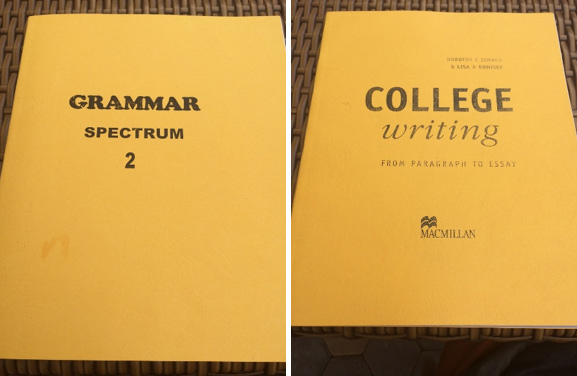 GRAMMAR
SPECTRUM
2
COLLEGE
writing
FROM PARAGRAPH TO ESSAY
MACMILLAN